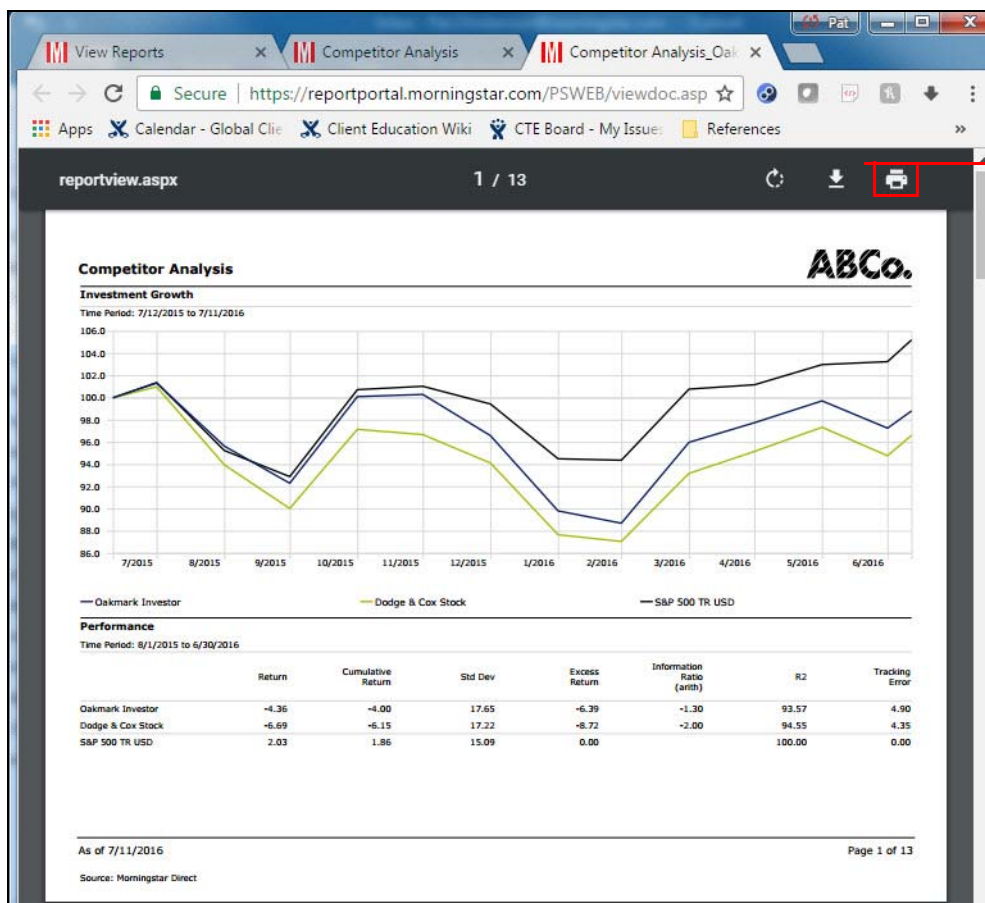 Pat
View Reports
Competitor Analysis
Competitor Analysis_Oak
Secure | https://reportportal.morningstar.com/PSWEB/viewdoc.asp
Apps Calendar - Global Clie Client Education Wiki CTE Board - My Issue: References »
reportview.aspx 1 / 13
Competitor Analysis ABCo.
Investment Growth
Time Period: 7/12/2015 to 7/11/2016
106.0
104.0
102.0
100.0
98.0
96.0
94.0
92.0
90.0
88.0
86.0
7/2015 8/2015 9/2015 10/2015 11/2015 12/2015 1/2016 2/2016 3/2016 4/2016 5/2016 6/2016
Oakmark Investor Dodge & Cox Stock S&P 500 TR USD
Performance
Time Period: 8/1/2015 to 6/30/2016
Return Cumulative Return Std Dev Excess Return Information Ratio (arith) R2 Tracking Error
Oakmark Investor -4.36 -4.00 17.65 -6.39 -1.30 93.57 4.90
Dodge & Cox Stock -6.69 -6.15 17.22 -8.72 -2.00 94.55 4.35
S&P 500 TR USD 2.03 1.86 15.09 0.00 100.00 0.00
As of 7/11/2016 Page 1 of 13
Source: Morningstar Direct